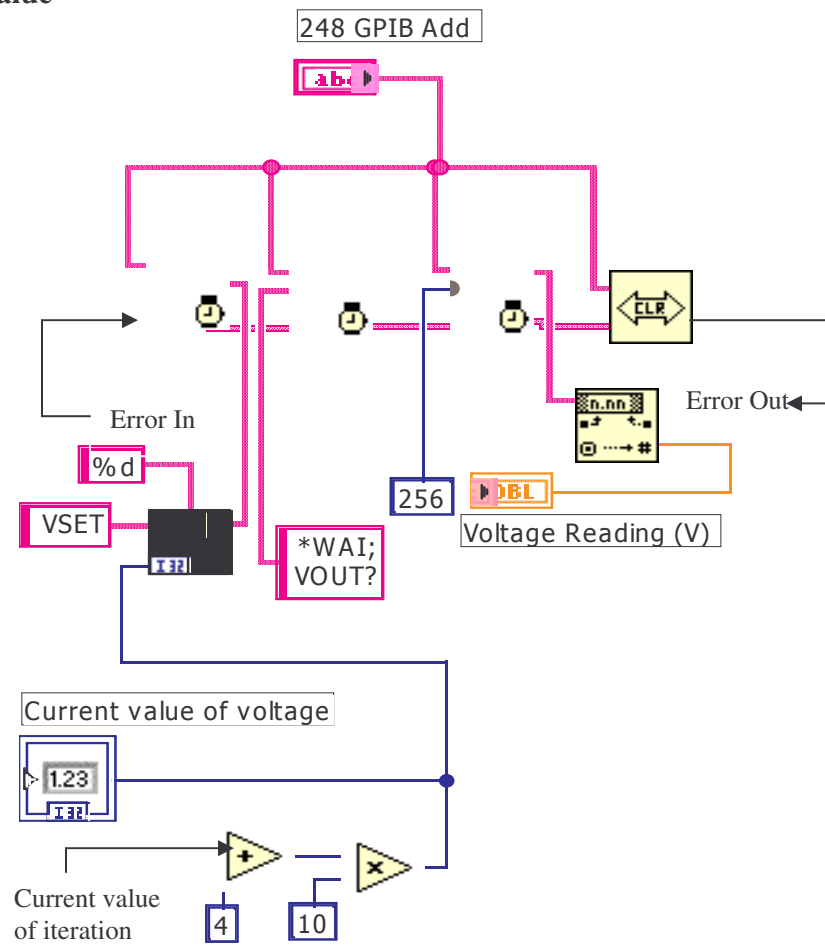 248 GPIB Add
abc
CLR
n.nn
Error In
Error Out
%d
256
DBL
VSET
Voltage Reading (V)
*WAI;
VOUT?
I32
Current value of voltage
1.23
I32
+
x
Current value
of iteration
4
10